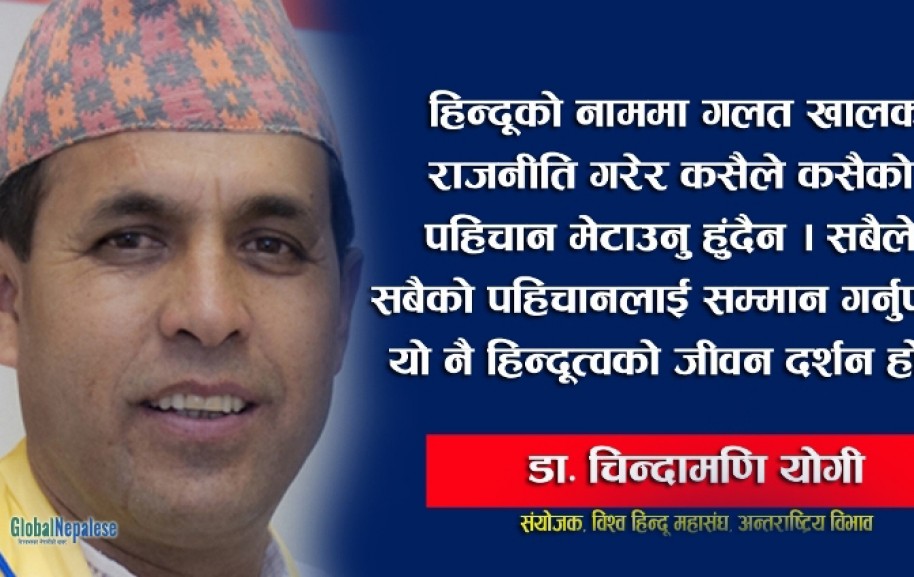 हिन्दूको नाममा गलत खालक
राजनीति गरेर कसैले कसैको
पहिचान मेटाउनु हुंदैन । सबैले
सबैको पहिचानलाई सम्मान गर्नुप
यो नै हिन्दूत्वको जीवन दर्शन हो
डा. चिन्दामणि योगी
संयोजक, विश्व हिन्दू महासंघ, अन्तराष्ट्रिय विभाव
GlobalNepalese